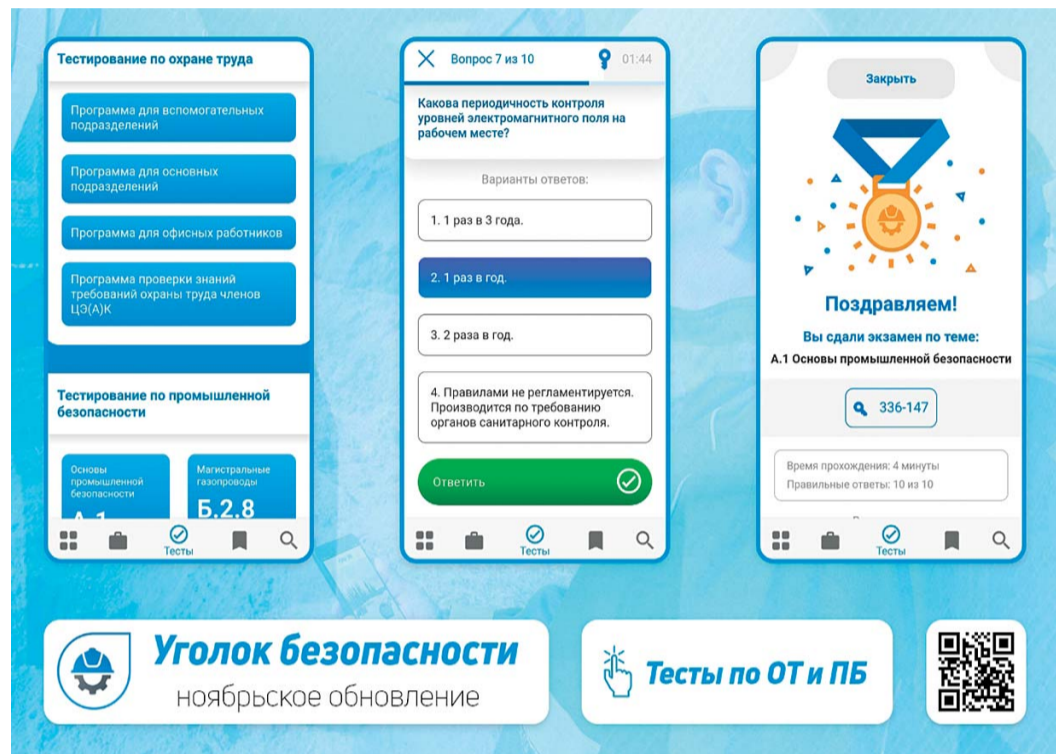 Тестирование по охране труда
Программа для вспомогательных
подразделений
Программа для основных
подразделений
Программа для офисных работников
Программа проверки знаний
требований охраны труда членов
ЦЭ(А)К
Тестирование по промышленной
безопасности
Основы
промышленной
безопасности
А.1
Магистральные
газопроводы
Б.2.8
Тесты
Вопрос 7 из 10
01:44
Какова периодичность контроля
уровней электромагнитного поля на
рабочем месте?
Варианты ответов:
1. 1 раз в 3 года.
2. 1 раз в год.
3. 2 раза в год.
4. Правилами не регламентируется.
Производится по требованию
органов санитарного контроля.
Ответить
Тесты
Закрыть
Поздравляем!
Вы сдали экзамен по теме:
А.1 Основы промышленной безопасности
336-147
Время прохождения: 4 минуты
Правильные ответы: 10 из 10
Тесты
Уголок безопасности
ноябрьское обновление
Тесты по ОТ и ПБ